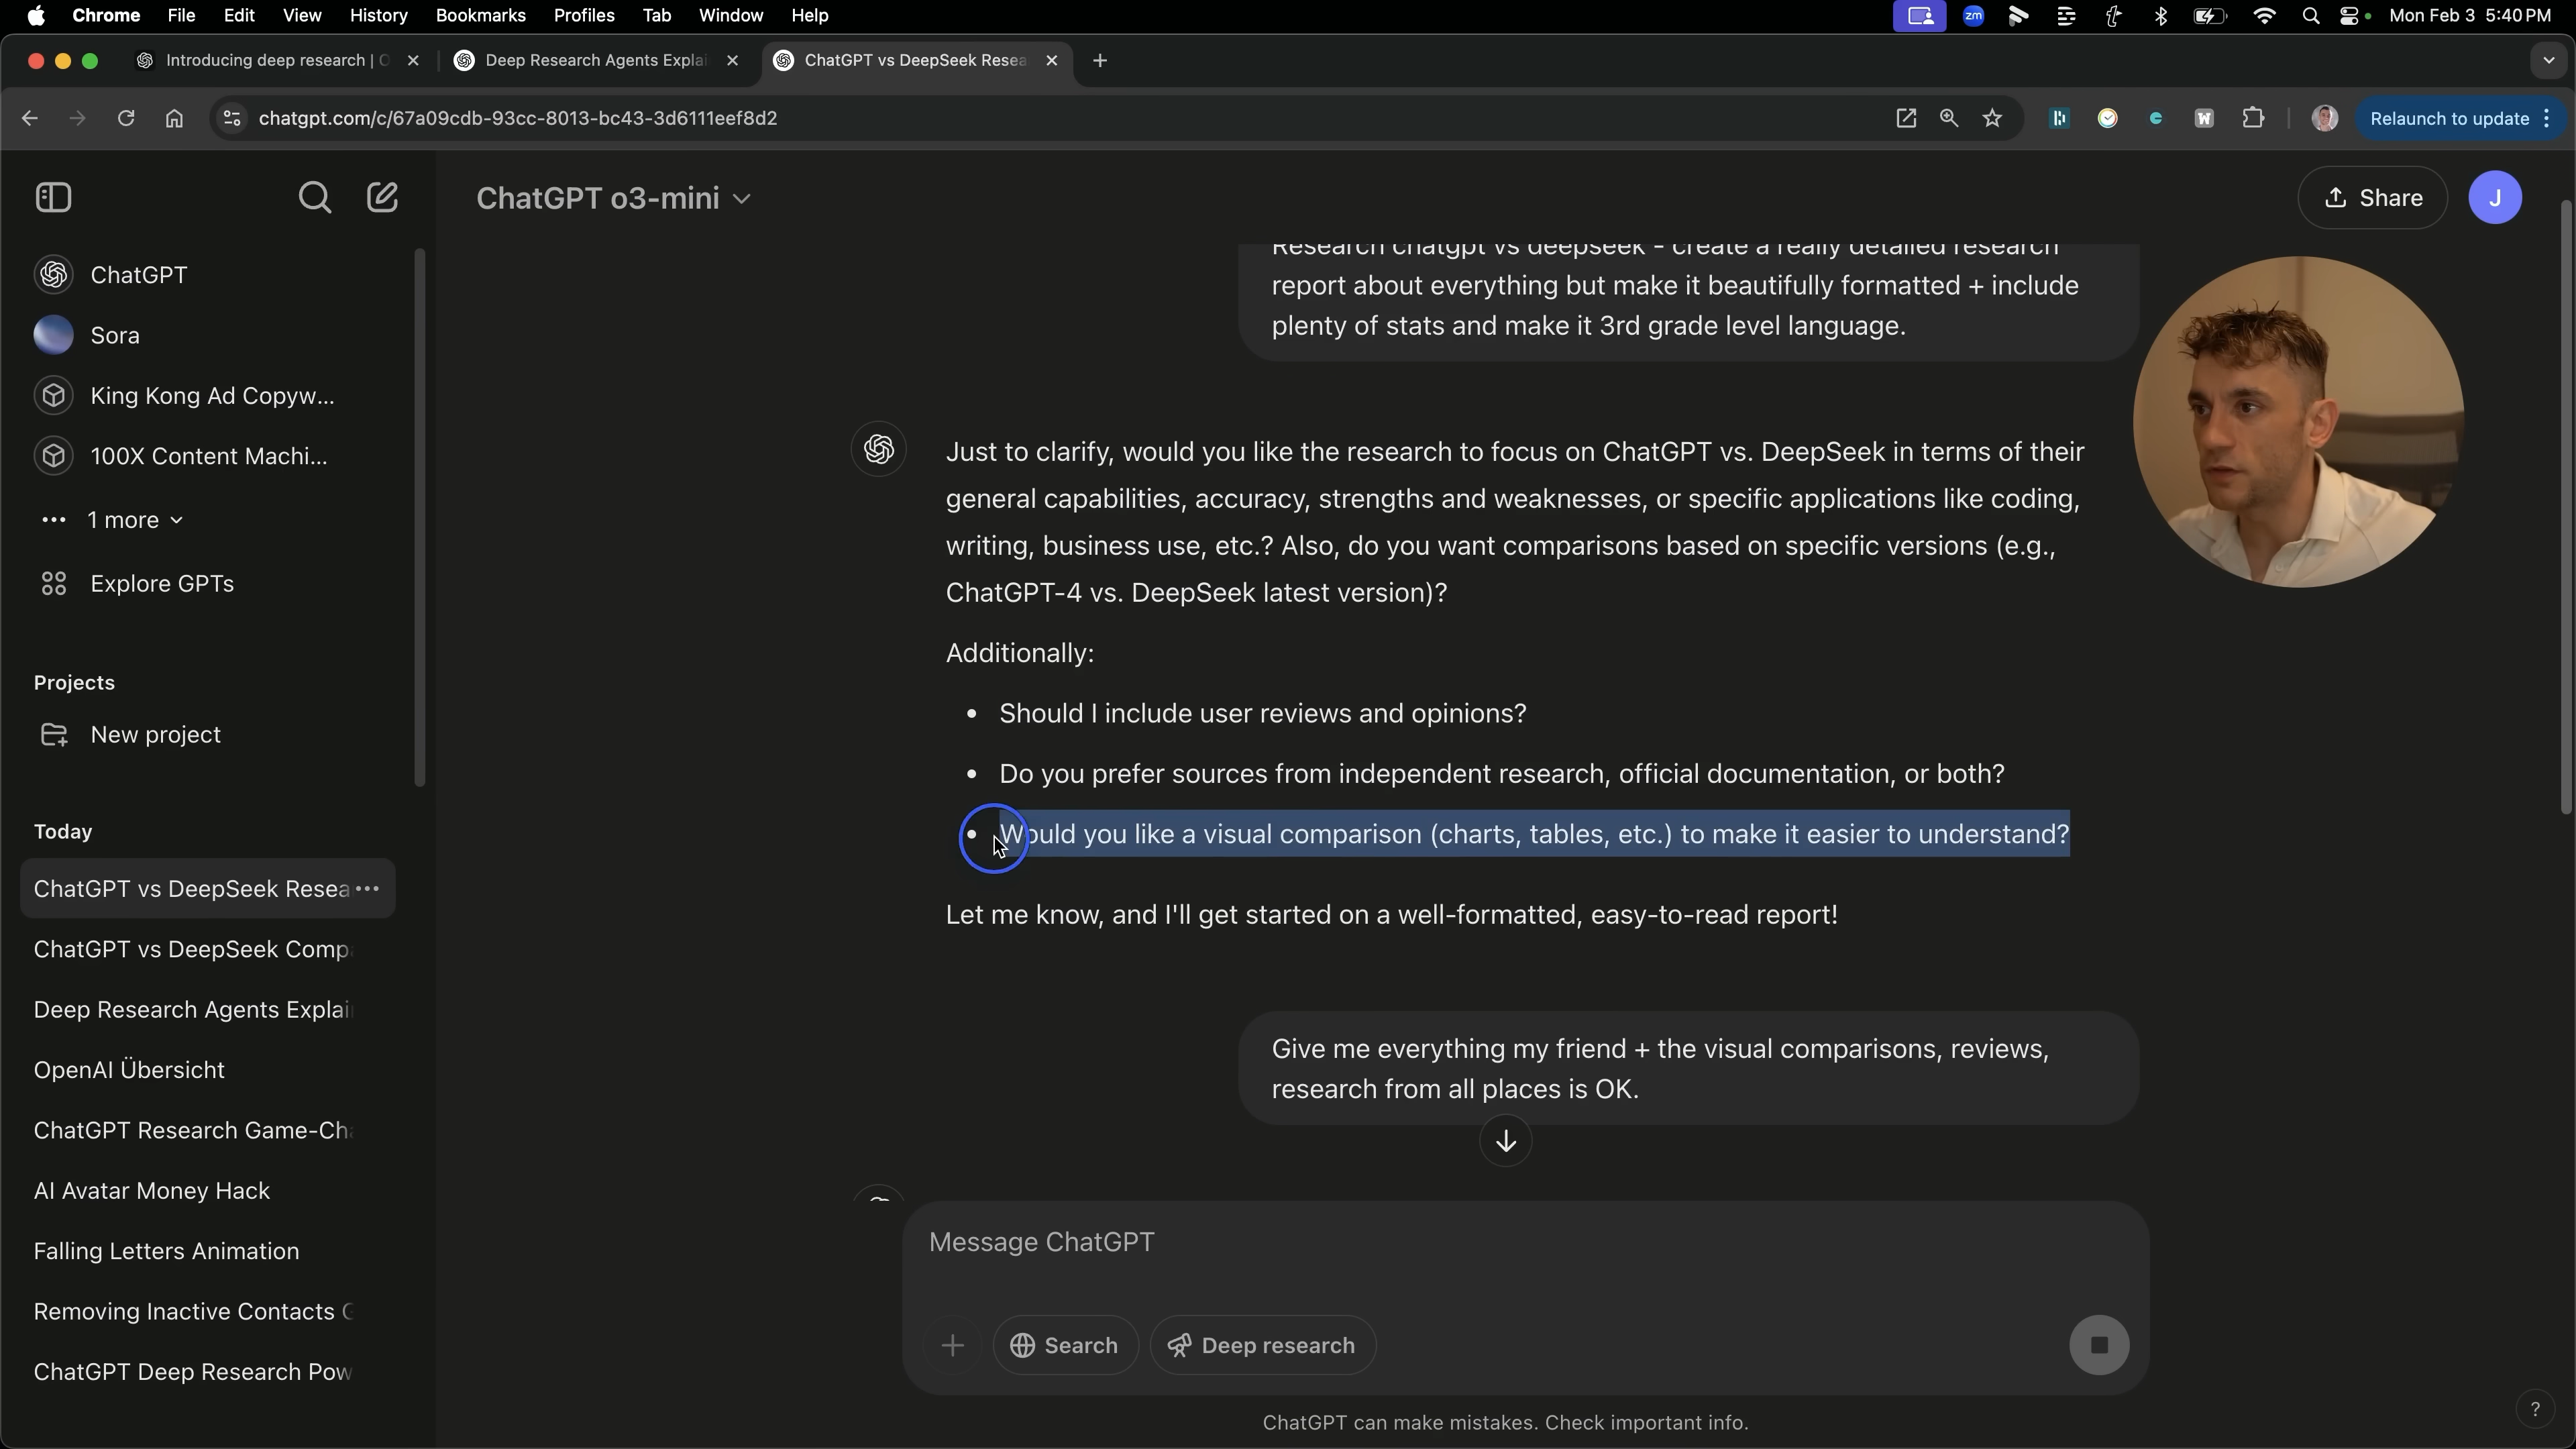 Chrome File Edit View History Bookmarks Profiles Tab Window Help
zm
Mon Feb 3 5:40 PM
Introducing deep research | O
Deep Research Agents Explai
ChatGPT vs DeepSeek Resea
chatgpt.com/c/67a09cdb-93cc-8013-bc43-3d6111eef8d2
W
Relaunch to update
ChatGPT
Sora
King Kong Ad Copyw...
100X Content Machi...
1 more
Explore GPTs
Projects
New project
Today
ChatGPT vs DeepSeek Resea
ChatGPT vs DeepSeek Comp
Deep Research Agents Explai
OpenAI Übersicht
ChatGPT Research Game-Ch
AI Avatar Money Hack
Falling Letters Animation
Removing Inactive Contacts
ChatGPT Deep Research Pow
ChatGPT o3-mini
Share
J
Research chatgpt vs deepseek - create a really detailed research
report about everything but make it beautifully formatted + include
plenty of stats and make it 3rd grade level language.
Just to clarify, would you like the research to focus on ChatGPT vs. DeepSeek in terms of their
general capabilities, accuracy, strengths and weaknesses, or specific applications like coding,
writing, business use, etc.? Also, do you want comparisons based on specific versions (e.g.,
ChatGPT-4 vs. DeepSeek latest version)?
Additionally:
• Should I include user reviews and opinions?
• Do you prefer sources from independent research, official documentation, or both?
• Would you like a visual comparison (charts, tables, etc.) to make it easier to understand?
Let me know, and I'll get started on a well-formatted, easy-to-read report!
Give me everything my friend + the visual comparisons, reviews,
research from all places is OK.
Message ChatGPT
Search
Deep research
ChatGPT can make mistakes. Check important info.
?